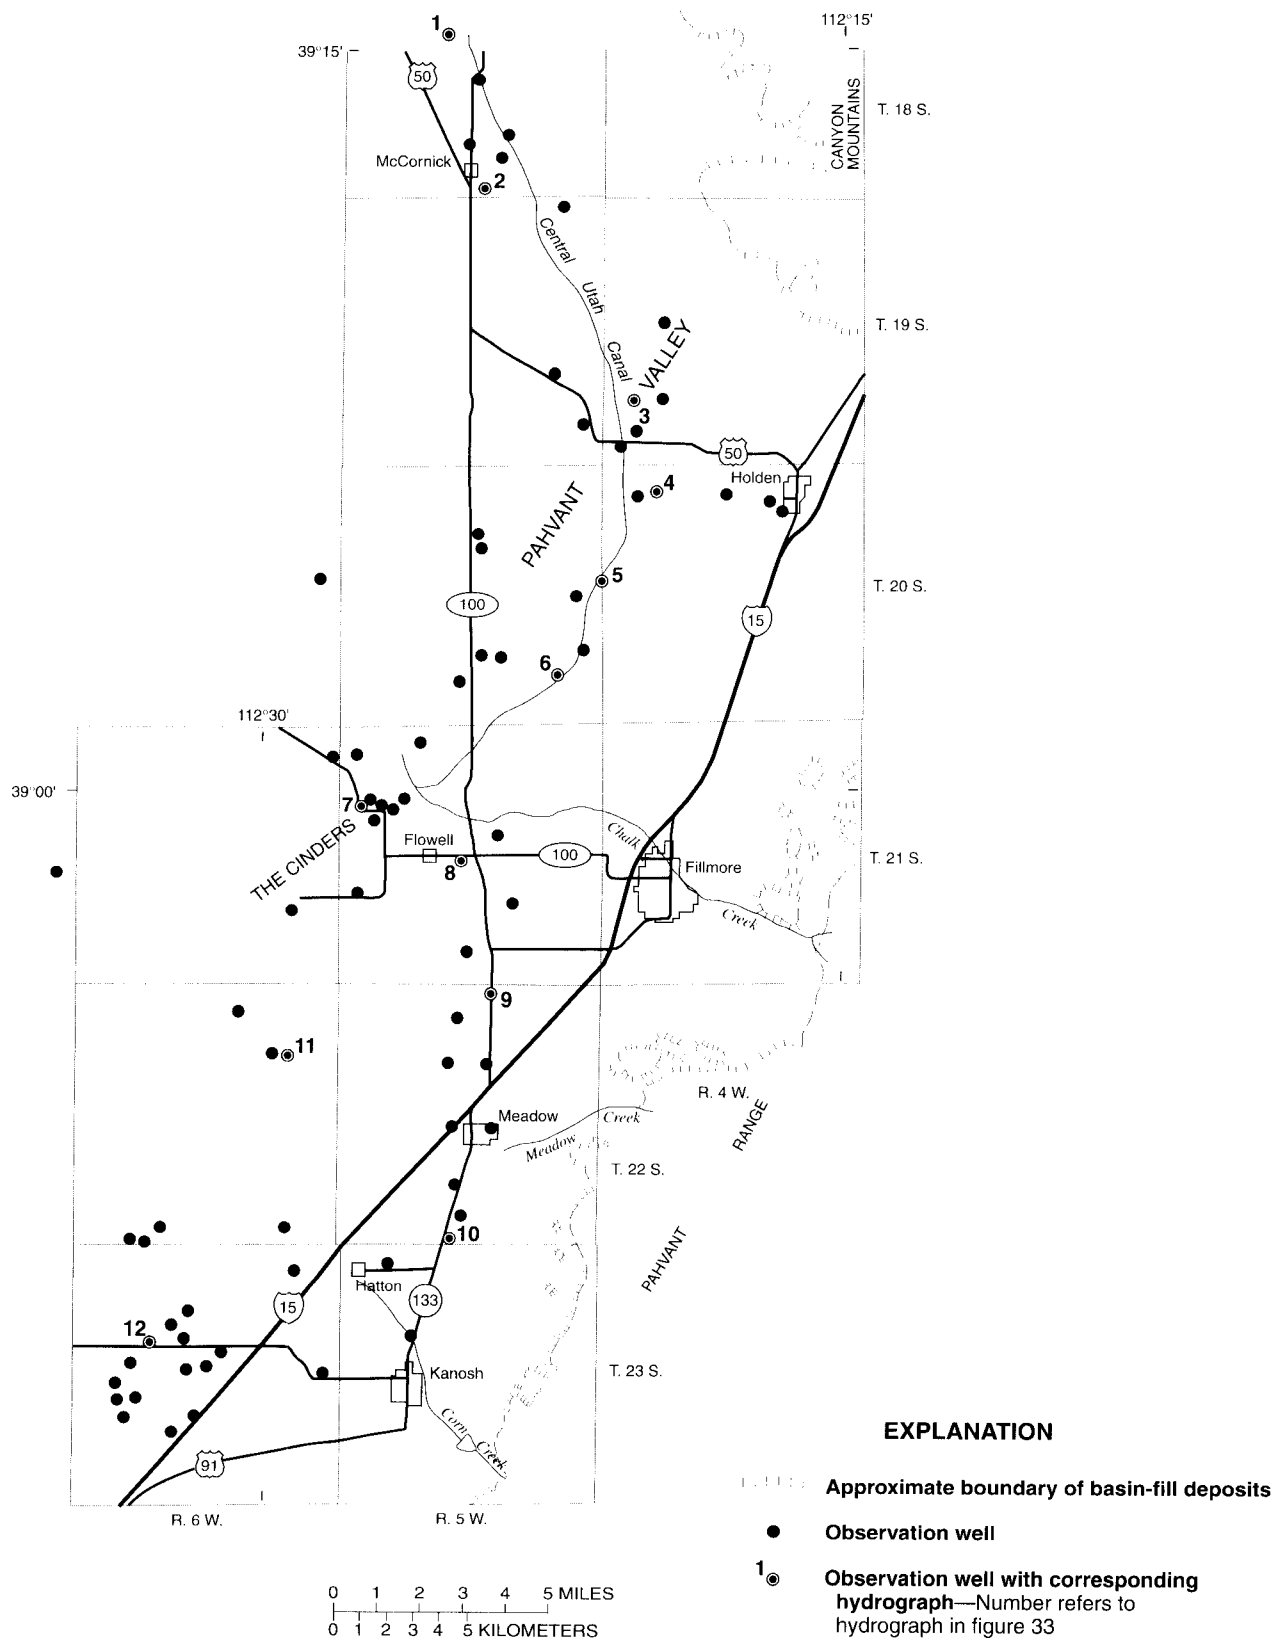 112°15'
1
39°15'
50
T. 18 S.
CANYON
MOUNTAINS
McCornick
2
Central
Utah
Canal
T. 19 S.
VALLEY
3
50
Holden
4
PAHVANT
5
T. 20 S.
100
15
6
112°30'
39°00'
7
THE CINDERS
Flowell
8
100
Chalk
Fillmore
T. 21 S.
Creek
9
11
R. 4 W.
RANGE
Meadow
Creek
Meadow
T. 22 S.
10
PAHVANT
Hatton
15
133
12
Kanosh
T. 23 S.
Corn
Creek
91
R. 6 W.
R. 5 W.
EXPLANATION
Approximate boundary of basin-fill deposits
Observation well
1
Observation well with corresponding
hydrograph—Number refers to
hydrograph in figure 33
0 1 2 3 4 5 MILES
0 1 2 3 4 5 KILOMETERS